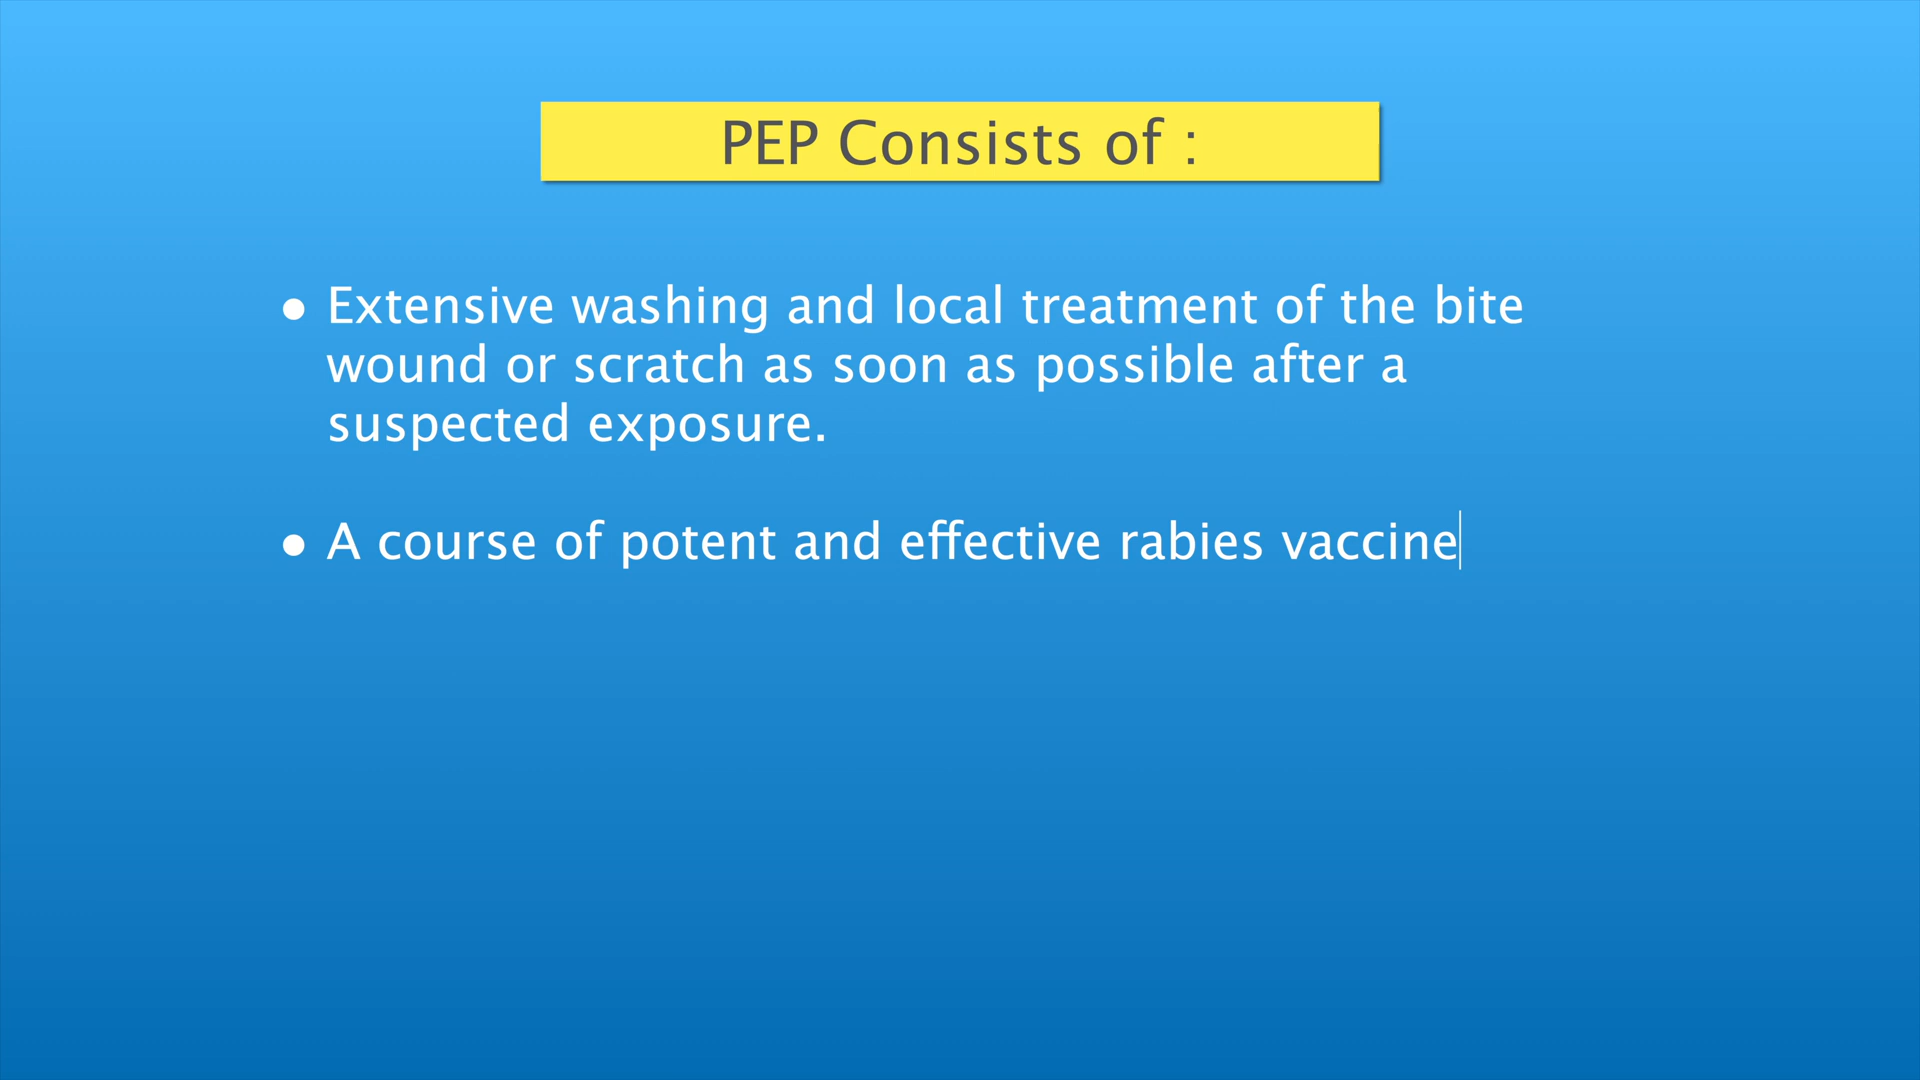 PEP Consists of :
• Extensive washing and local treatment of the bite
wound or scratch as soon as possible after a
suspected exposure.
• A course of potent and effective rabies vaccine